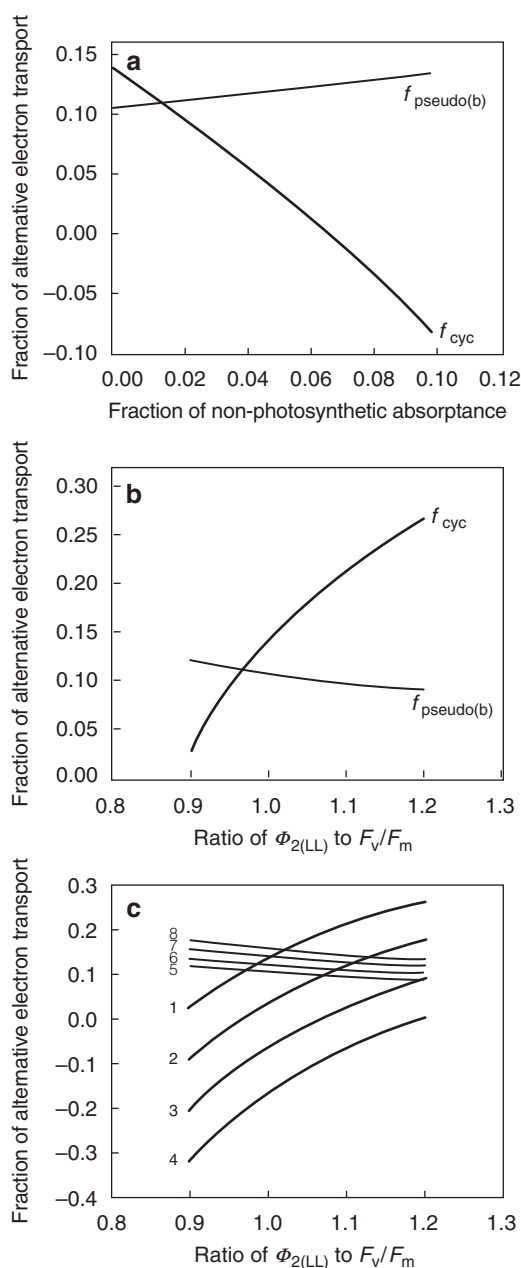 a
Fraction of alternative electron transport
0.15
0.10
0.05
0.00
–0.05
–0.10
f pseudo(b)
f cyc
0.00 0.02 0.04 0.06 0.08 0.10 0.12
Fraction of non-photosynthetic absorptance
b
Fraction of alternative electron transport
0.30
0.25
0.20
0.15
0.10
0.05
0.00
f cyc
f pseudo(b)
0.8 0.9 1.0 1.1 1.2 1.3
Ratio of Φ2(LL) to Fv/Fm
c
Fraction of alternative electron transport
0.3
0.2
0.1
0.0
–0.1
–0.2
–0.3
–0.4
8
7
6
5
1
2
3
4
0.8 0.9 1.0 1.1 1.2 1.3
Ratio of Φ2(LL) to Fv/Fm